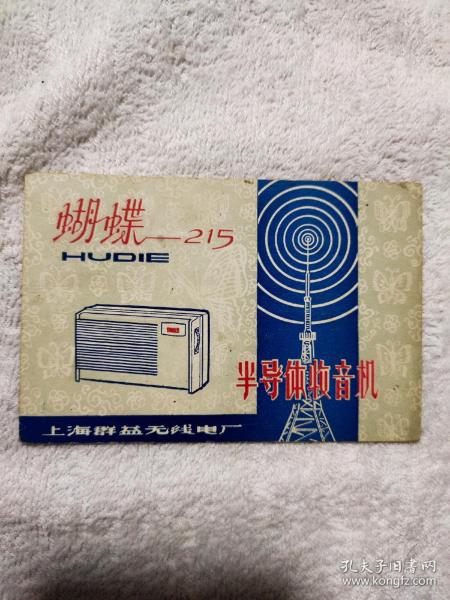 蝴蝶—215
HUDIE
半导体收音机
上海群益无线电厂
孔夫子旧书网
www.kongfz.com